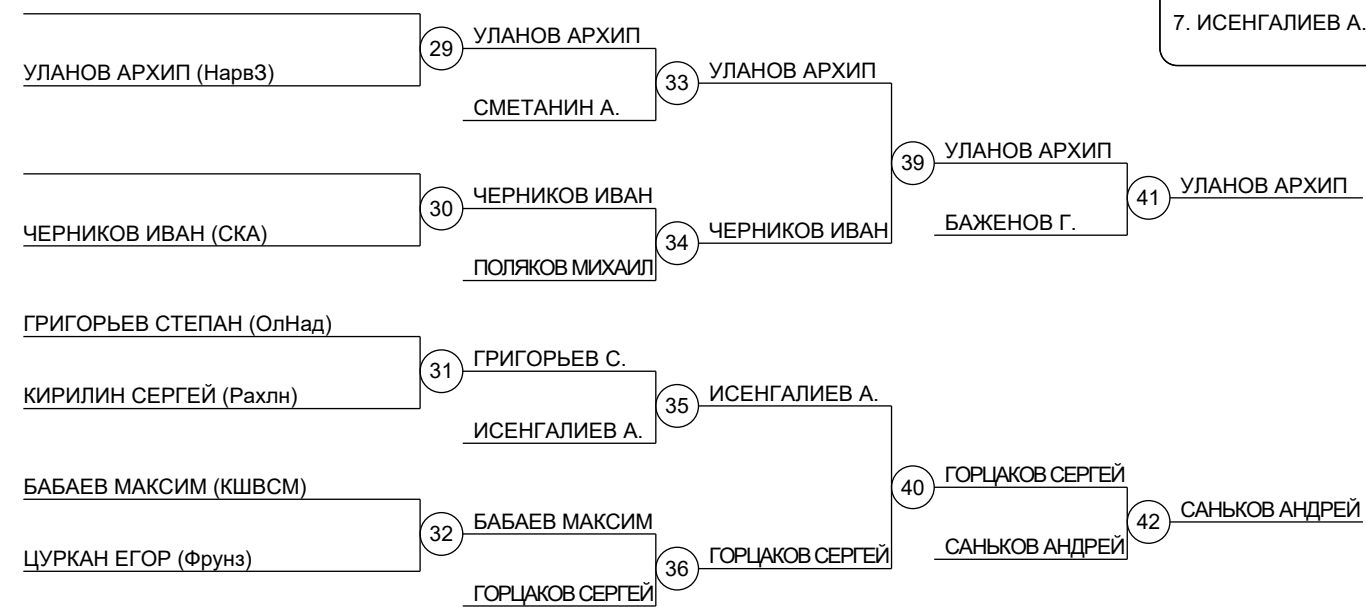 7. ИСЕНГАЛИЕВ А.
29
УЛАНОВ АРХИП
УЛАНОВ АРХИП (Нарв3)
33
УЛАНОВ АРХИП
СМЕТАНИН А.
39
УЛАНОВ АРХИП
41
УЛАНОВ АРХИП
30
ЧЕРНИКОВ ИВАН
ЧЕРНИКОВ ИВАН (СКА)
34
ЧЕРНИКОВ ИВАН
БАЖЕНОВ Г.
ПОЛЯКОВ МИХАИЛ
ГРИГОРЬЕВ СТЕПАН (ОлНад)
31
ГРИГОРЬЕВ С.
КИРИЛИН СЕРГЕЙ (Рахлн)
35
ИСЕНГАЛИЕВ А.
ИСЕНГАЛИЕВ А.
40
ГОРЦАКОВ СЕРГЕЙ
БАБАЕВ МАКСИМ (КШВСМ)
32
БАБАЕВ МАКСИМ
42
САНЬКОВ АНДРЕЙ
ЦУРКАН ЕГОР (Фрунз)
36
ГОРЦАКОВ СЕРГЕЙ
САНЬКОВ АНДРЕЙ
ГОРЦАКОВ СЕРГЕЙ